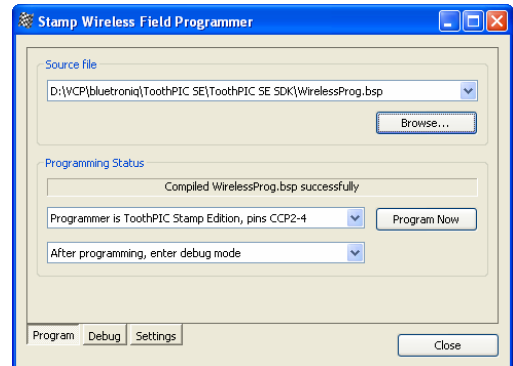 Stamp Wireless Field Programmer
Source file
D:\VCP\bluetroniq\ToothPIC SE\ToothPIC SE SDK\WirelessProg.bsp
Browse...
Programming Status
Compiled WirelessProg.bsp successfully
Programmer is ToothPIC Stamp Edition, pins CCP2-4
Program Now
After programming, enter debug mode
Program Debug Settings
Close